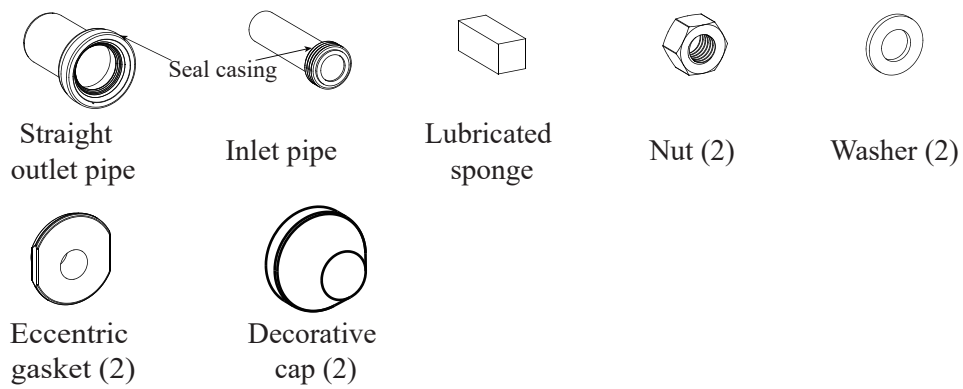 Seal casing
Straight
outlet pipe
Inlet pipe
Lubricated
sponge
Nut (2)
Washer (2)
Eccentric
gasket (2)
Decorative
cap (2)